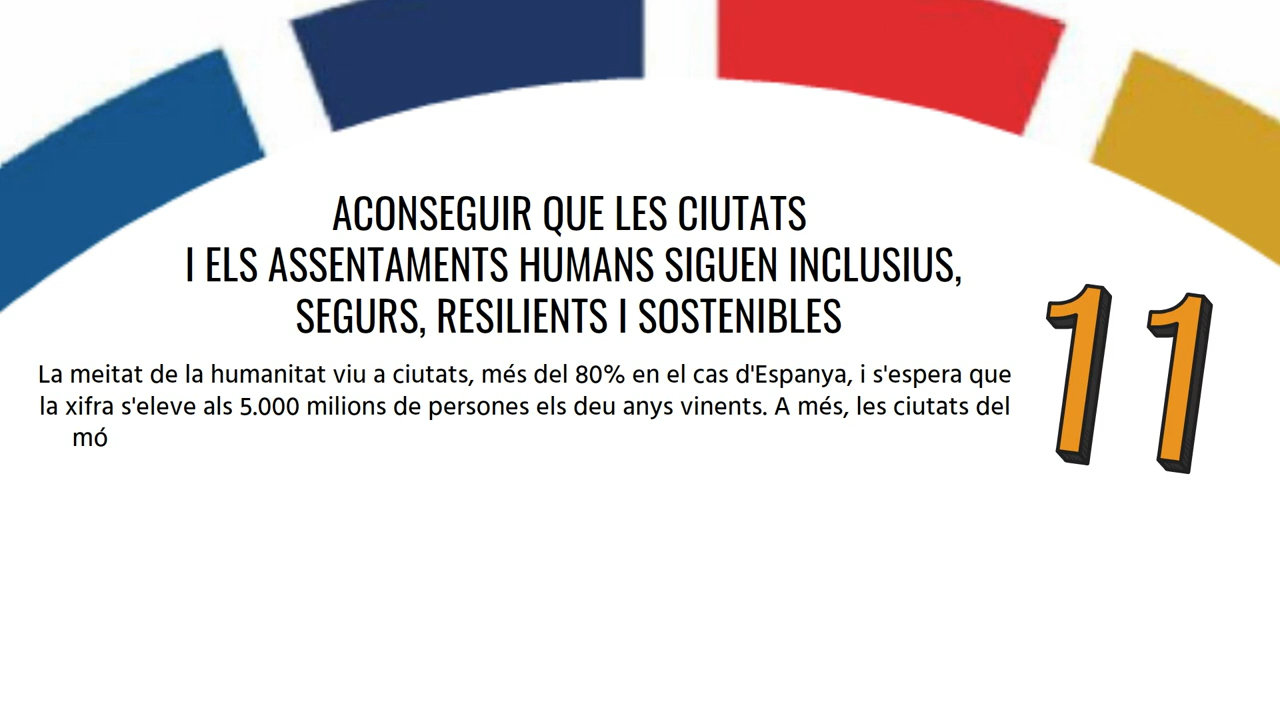 ACONSEGUIR QUE LES CIUTATS
I ELS ASSENTAMENTS HUMANS SIGUEN INCLUSIUS,
SEGURS, RESILIENTS I SOSTENIBLES
La meitat de la humanitat viu a ciutats, més del 80% en el cas d'Espanya, i s'espera que
la xifra s'eleve als 5.000 milions de persones els deu anys vinents. A més, les ciutats del
mó
11